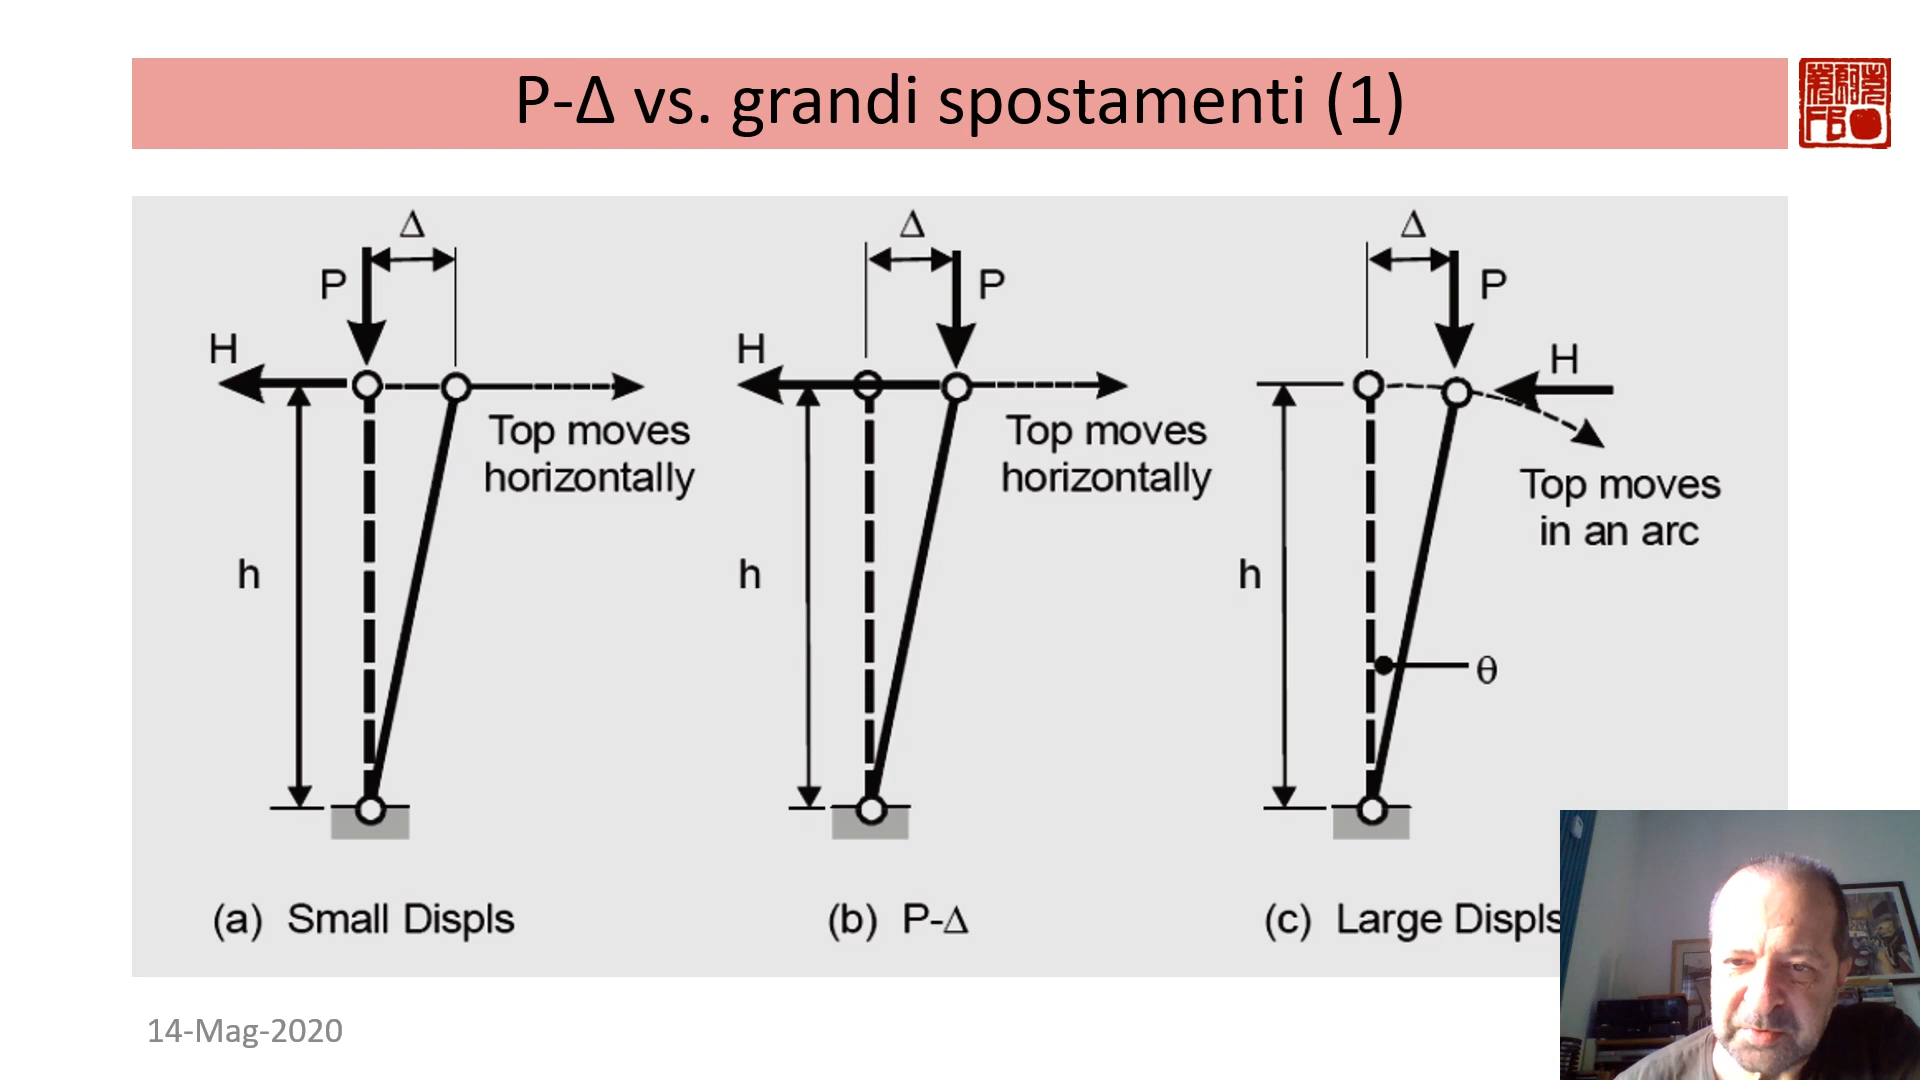 P-Δ vs. grandi spostamenti (1)
FB
Δ
P
H
Top moves
horizontally
h
(a) Small Displs
Δ
P
H
Top moves
horizontally
h
(b) P-Δ
Δ
P
H
Top moves
in an arc
h
θ
(c) Large Displs
14-Mag-2020